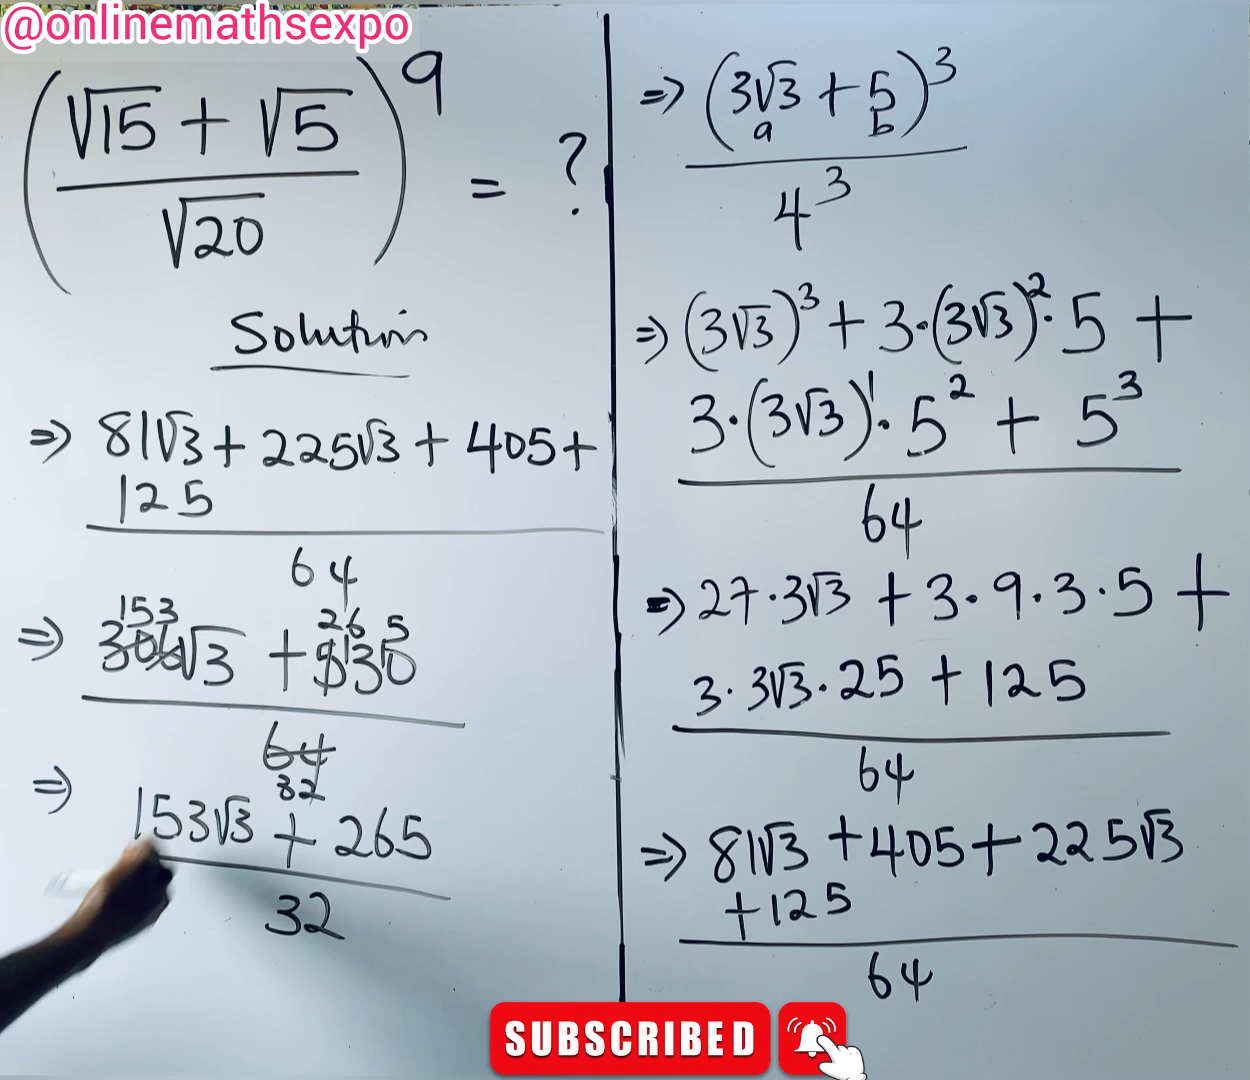 @onlinemathsexpo
((√15 + √5)/√20)^9 = ?
Solution
⇒ 81√3 + 225√3 + 405 +
125
64
153 26 5
⇒ 306√3 + 530
64
32
⇒ 153√3 + 265
32
⇒ (3√3 + 5)^3
a b
4^3
⇒ (3√3)^3 + 3·(3√3)^2·5 +
3·(3√3)^1·5^2 + 5^3
64
⇒ 27·3√3 + 3·9·3·5 +
3·3√3·25 + 125
64
⇒ 81√3 + 405 + 225√3
+125
64
SUBSCRIBED